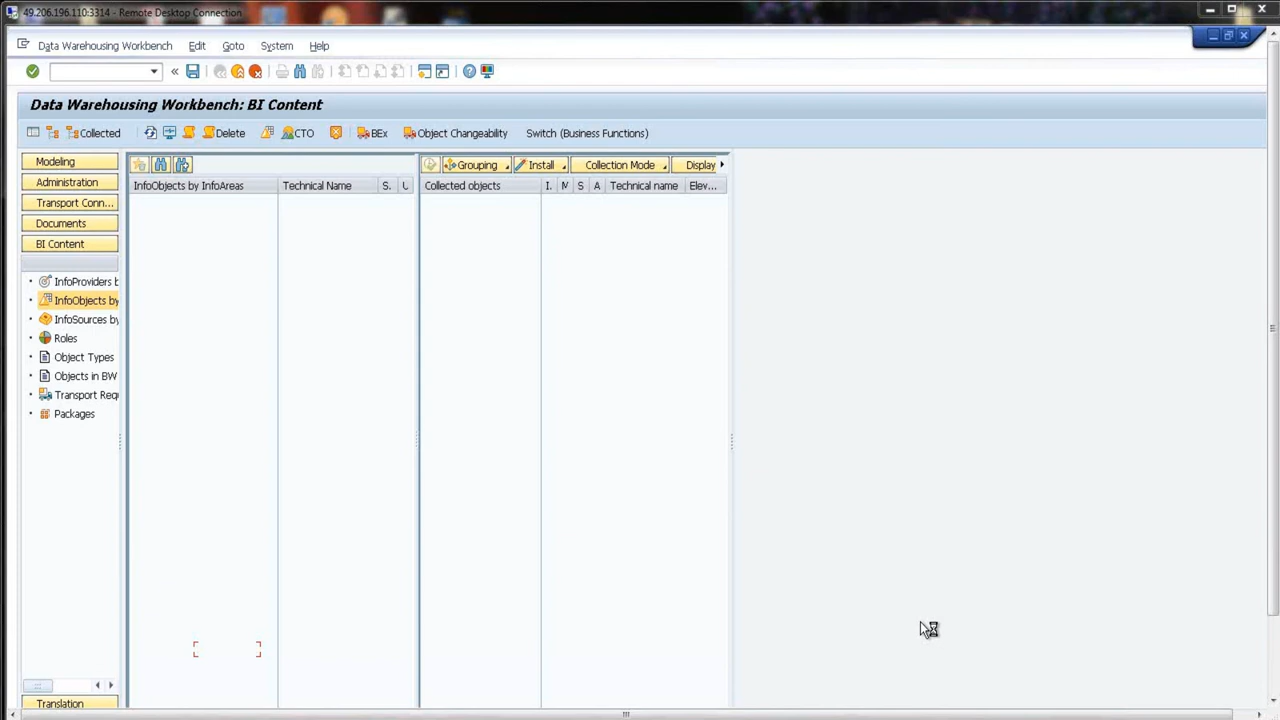 49.206.196.110:3314 - Remote Desktop Connection
Data Warehousing Workbench Edit Goto System Help
Data Warehousing Workbench: BI Content
Collected Delete CTO BEx Object Changeability Switch (Business Functions)
Modeling
Administration
Transport Conn...
Documents
BI Content
InfoProviders b
InfoObjects by
InfoSources by
Roles
Object Types
Objects in BW
Transport Req
Packages
Translation
InfoObjects by InfoAreas Technical Name S. U
Grouping Install Collection Mode Display
Collected objects I. M S A Technical name Elev...